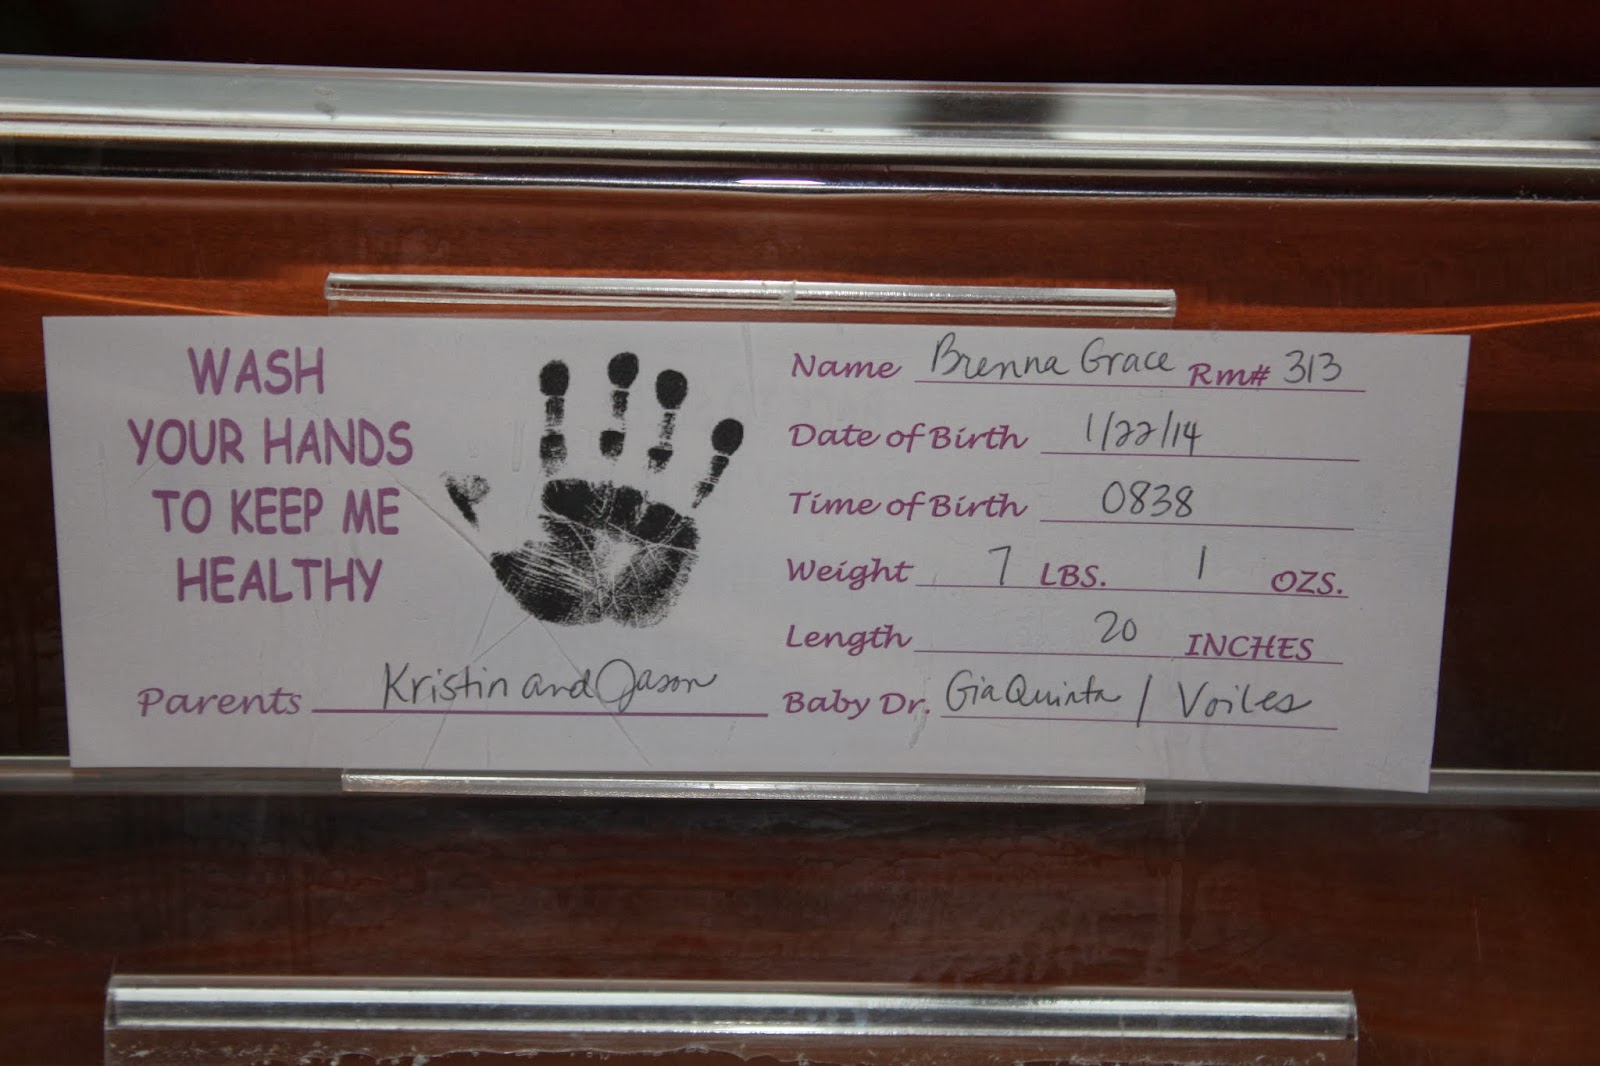 WASH
YOUR HANDS
TO KEEP ME
HEALTHY
Parents Kristin and Jason
Name Brenna Grace Rm# 313
Date of Birth 1/22/14
Time of Birth 0838
Weight 7 LBS. 1 OZS.
Length 20 INCHES
Baby Dr. GiaQuinta / Voiles